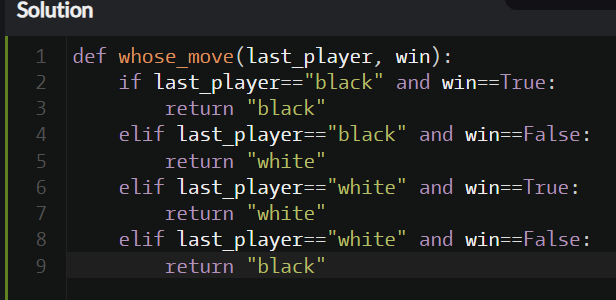 Solution
1 def whose_move(last_player, win):
2     if last_player=="black" and win==True:
3         return "black"
4     elif last_player=="black" and win==False:
5         return "white"
6     elif last_player=="white" and win==True:
7         return "white"
8     elif last_player=="white" and win==False:
9         return "black"